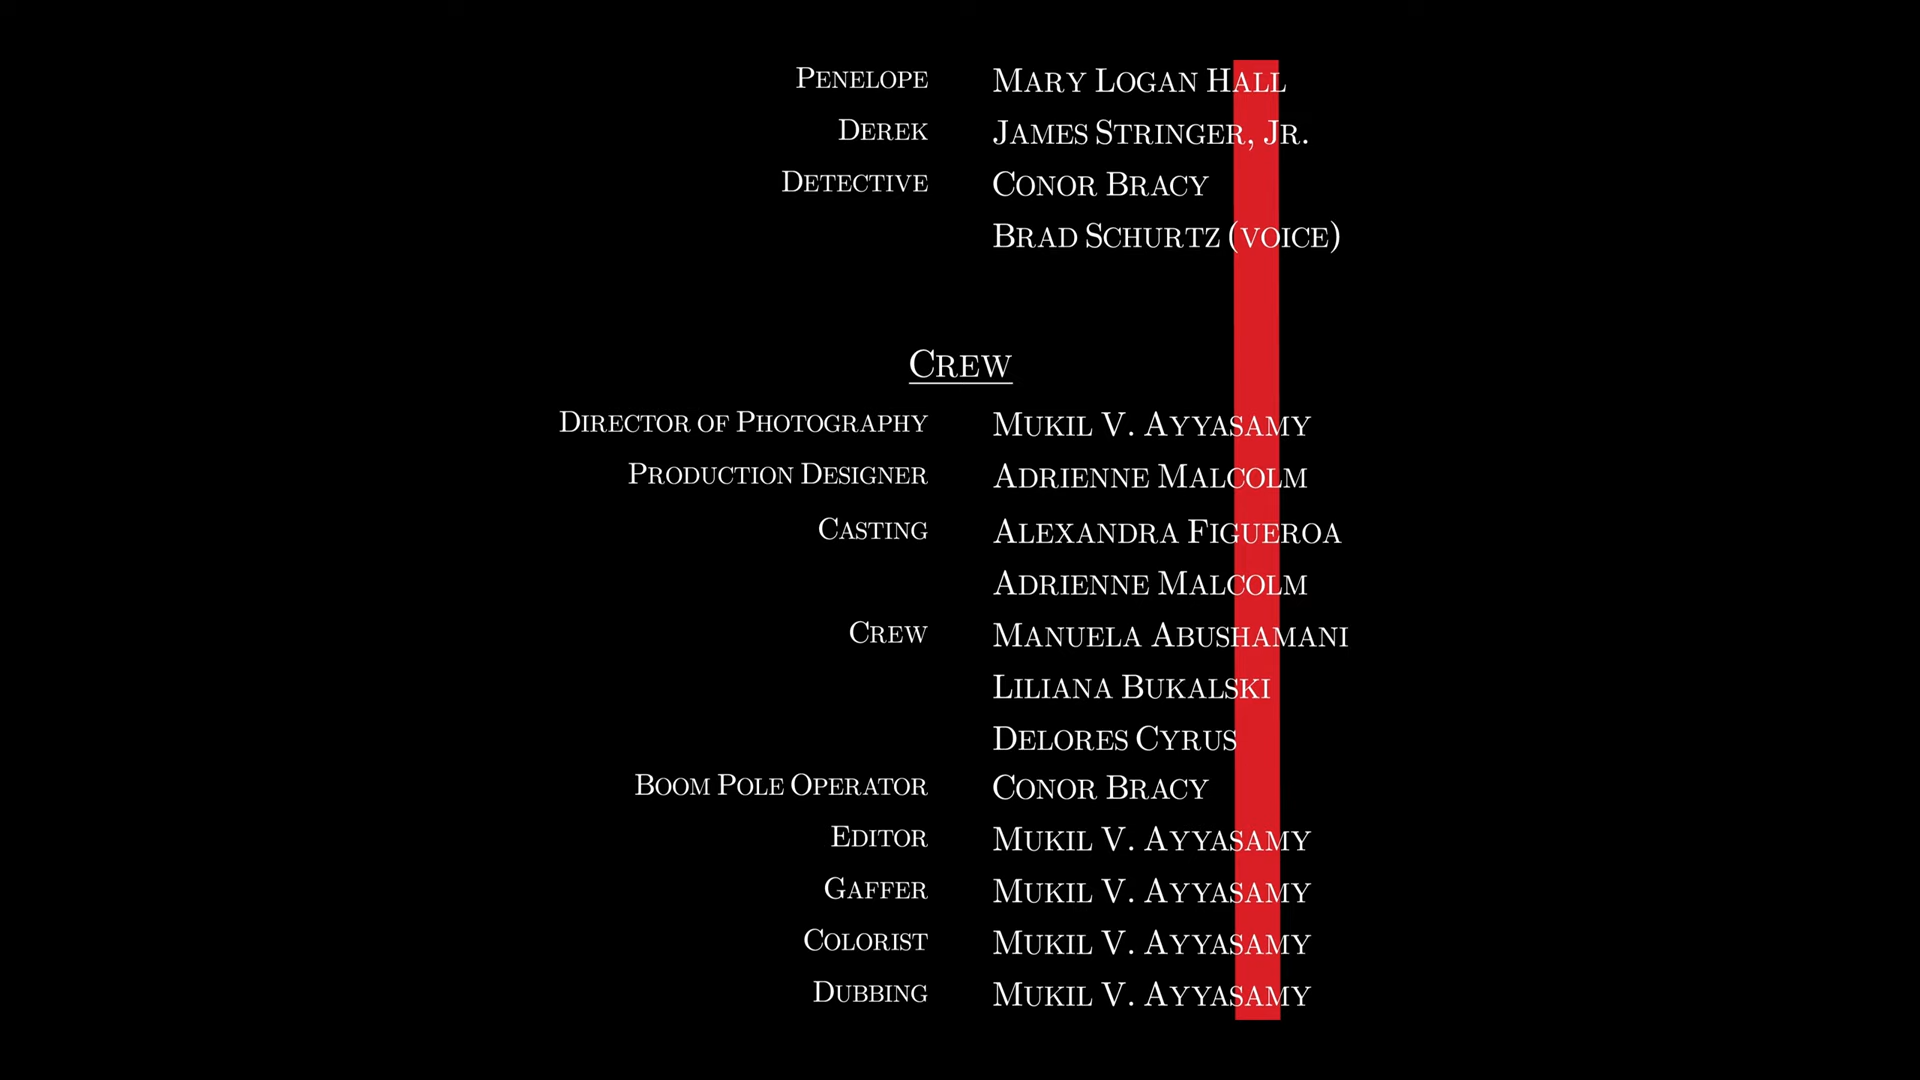 Penelope Mary Logan Hall
Derek James Stringer, Jr.
Detective Conor Bracy
Brad Schurtz (voice)
Crew
Director of Photography Mukil V. Ayyasamy
Production Designer Adrienne Malcolm
Casting Alexandra Figueroa
Adrienne Malcolm
Crew Manuela Abushamani
Liliana Bukalski
Delores Cyrus
Boom Pole Operator Conor Bracy
Editor Mukil V. Ayyasamy
Gaffer Mukil V. Ayyasamy
Colorist Mukil V. Ayyasamy
Dubbing Mukil V. Ayyasamy